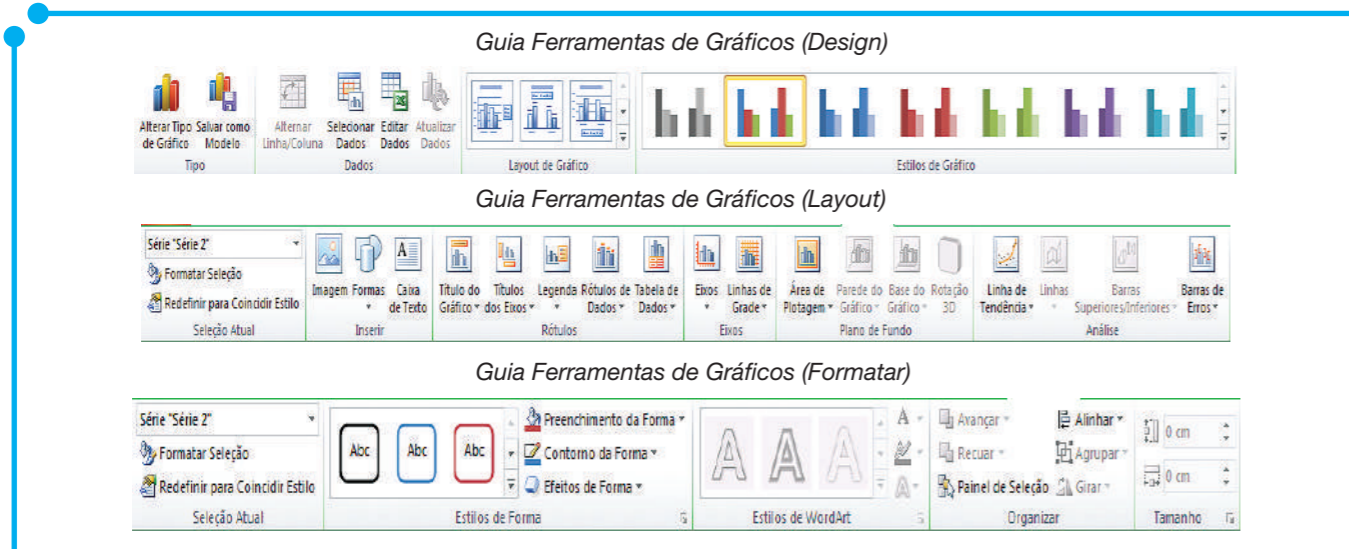 Guia Ferramentas de Gráficos (Design)
Alterar Tipo de Gráfico
Salvar como Modelo
Tipo
Alternar Linha/Coluna
Selecionar Dados
Editar Dados
Atualizar Dados
Dados
Layout de Gráfico
Estilos de Gráfico
Guia Ferramentas de Gráficos (Layout)
Série "Série 2"
Formatar Seleção
Redefinir para Coincidir Estilo
Seleção Atual
Imagem
Formas
Caixa de Texto
Inserir
Título do Gráfico
Títulos dos Eixos
Legenda
Rótulos de Dados
Tabela de Dados
Rótulos
Eixos
Linhas de Grade
Eixos
Área de Plotagem
Parede do Gráfico
Base do Gráfico
Rotação 3D
Plano de Fundo
Linha de Tendência
Linhas
Barras Superiores/Inferiores
Barras de Erros
Análise
Guia Ferramentas de Gráficos (Formatar)
Série "Série 2"
Formatar Seleção
Redefinir para Coincidir Estilo
Seleção Atual
Abc
Abc
Abc
Preenchimento da Forma
Contorno da Forma
Efeitos de Forma
Estilos de Forma
A
A
A
A
A
Estilos de WordArt
Avançar
Recuar
Painel de Seleção
Alinhar
Agrupar
Girar
Organizar
0 cm
0 cm
Tamanho